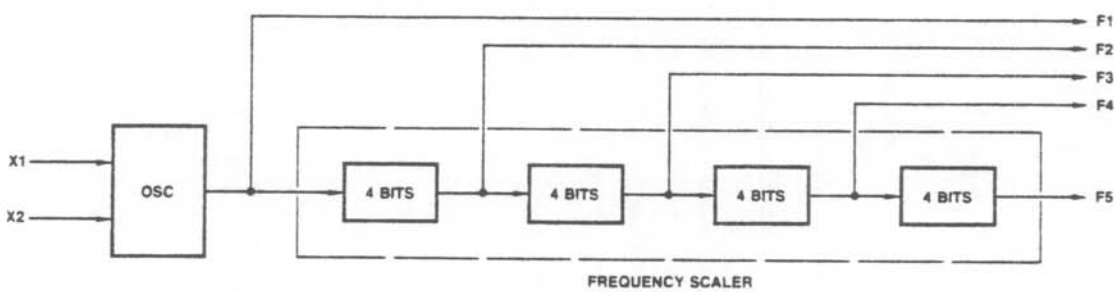 F1
F2
F3
F4
X1
OSC
4 BITS
4 BITS
4 BITS
4 BITS
F5
X2
FREQUENCY SCALER